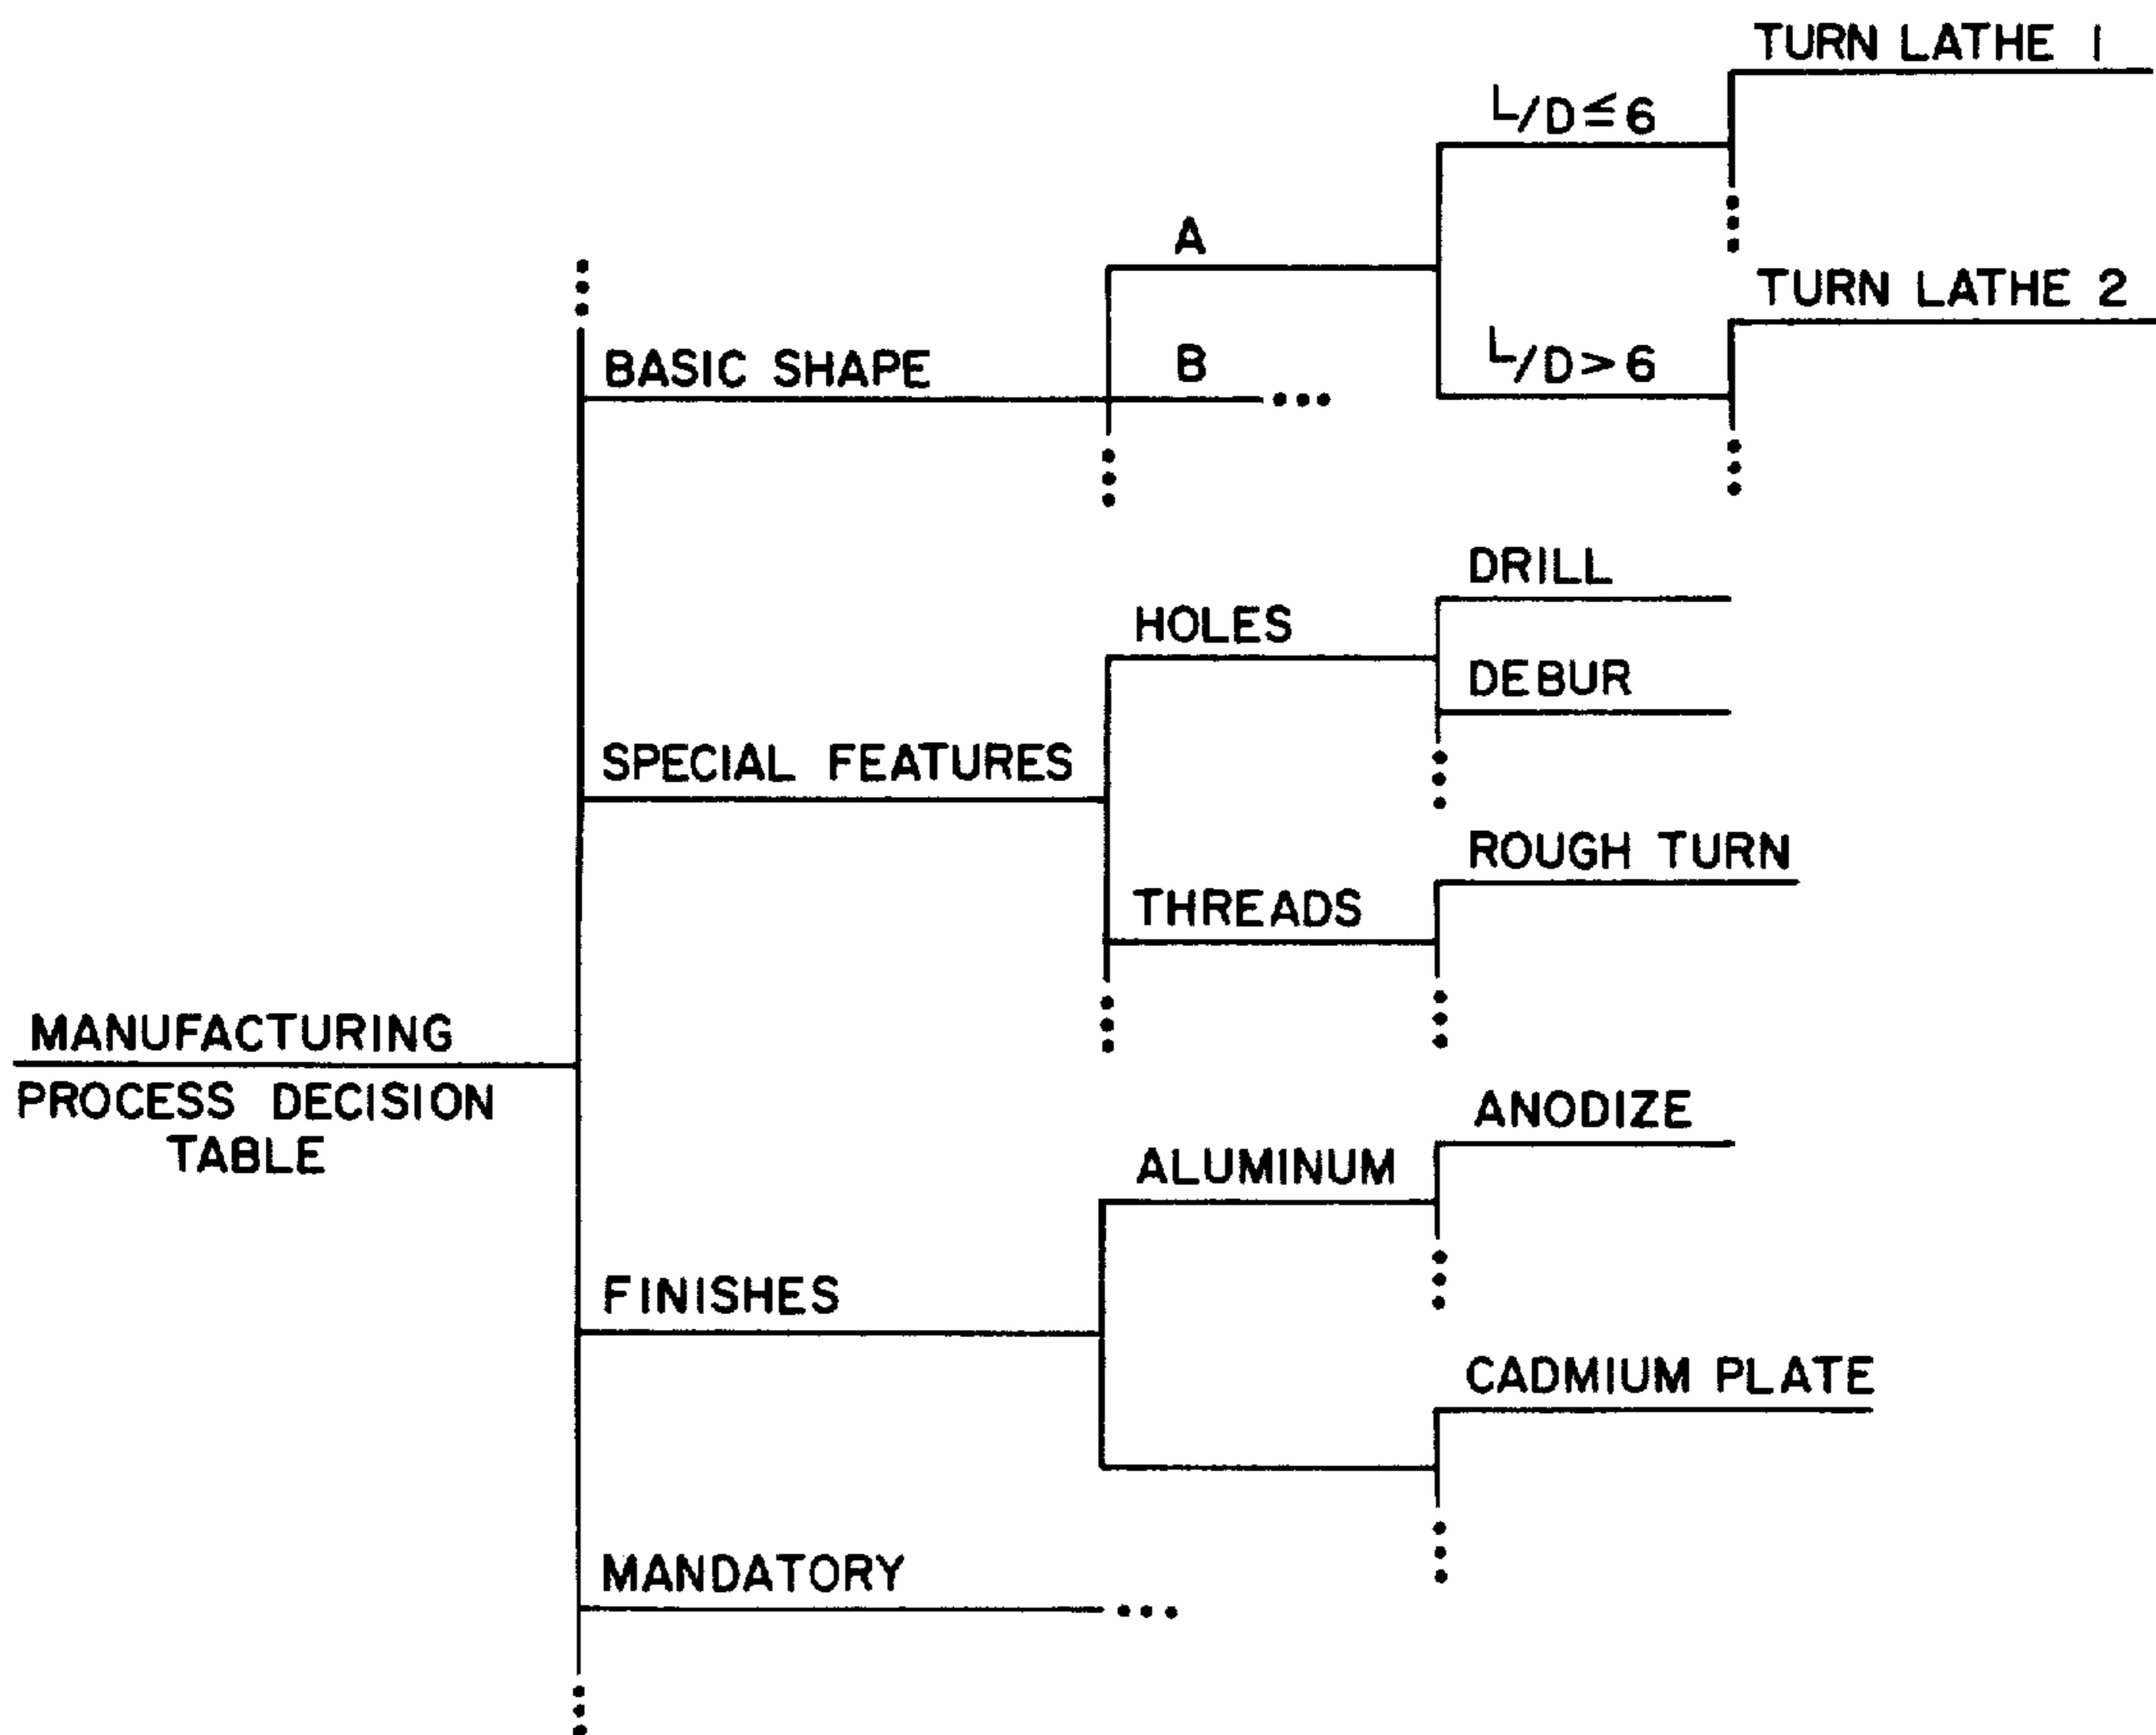 TURN LATHE 1
L/D≤6
A
TURN LATHE 2
BASIC SHAPE
B
L/D>6
DRILL
HOLES
DEBUR
SPECIAL FEATURES
ROUGH TURN
THREADS
MANUFACTURING
PROCESS DECISION
TABLE
ANODIZE
ALUMINUM
FINISHES
CADMIUM PLATE
MANDATORY